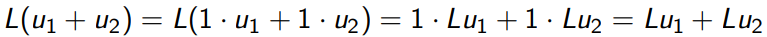 L(u₁ + u₂) = L(1 · u₁ + 1 · u₂) = 1 · Lu₁ + 1 · Lu₂ = Lu₁ + Lu₂